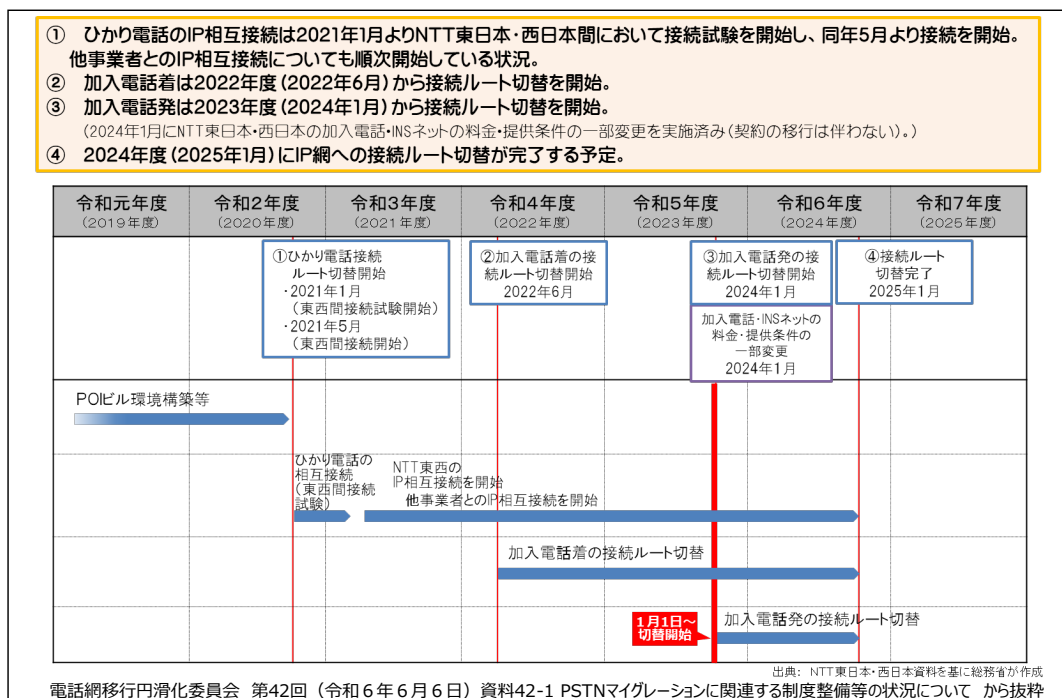 ① ひかり電話のIP相互接続は2021年1月よりNTT東日本・西日本間において接続試験を開始し、同年5月より接続を開始。
他事業者とのIP相互接続についても順次開始している状況。
② 加入電話着は2022年度(2022年6月)から接続ルート切替を開始。
③ 加入電話発は2023年度(2024年1月)から接続ルート切替を開始。
(2024年1月にNTT東日本・西日本の加入電話・INSネットの料金・提供条件の一部変更を実施済み(契約の移行は伴わない)。)
④ 2024年度(2025年1月)にIP網への接続ルート切替が完了する予定。
令和元年度 令和2年度 令和3年度 令和4年度 令和5年度 令和6年度 令和7年度
(2019年度) (2020年度) (2021年度) (2022年度) (2023年度) (2024年度) (2025年度)
①ひかり電話接続
ルート切替開始
・2021年1月
(東西間接続試験開始)
・2021年5月
(東西間接続開始)
②加入電話着の接
続ルート切替開始
2022年6月
③加入電話発の接
続ルート切替開始
2024年1月
④接続ルート
切替完了
2025年1月
加入電話・INSネットの
料金・提供条件の
一部変更
2024年1月
POIビル環境構築等
ひかり電話の
相互接続
(東西間接続
試験)
NTT東西の
IP相互接続を開始
他事業者とのIP相互接続を開始
加入電話着の接続ルート切替
1月1日~
切替開始
加入電話発の接続ルート切替
出典: NTT東日本・西日本資料を基に総務省が作成
電話網移行円滑化委員会 第42回(令和6年6月6日)資料42-1 PSTNマイグレーションに関連する制度整備等の状況について から抜粋